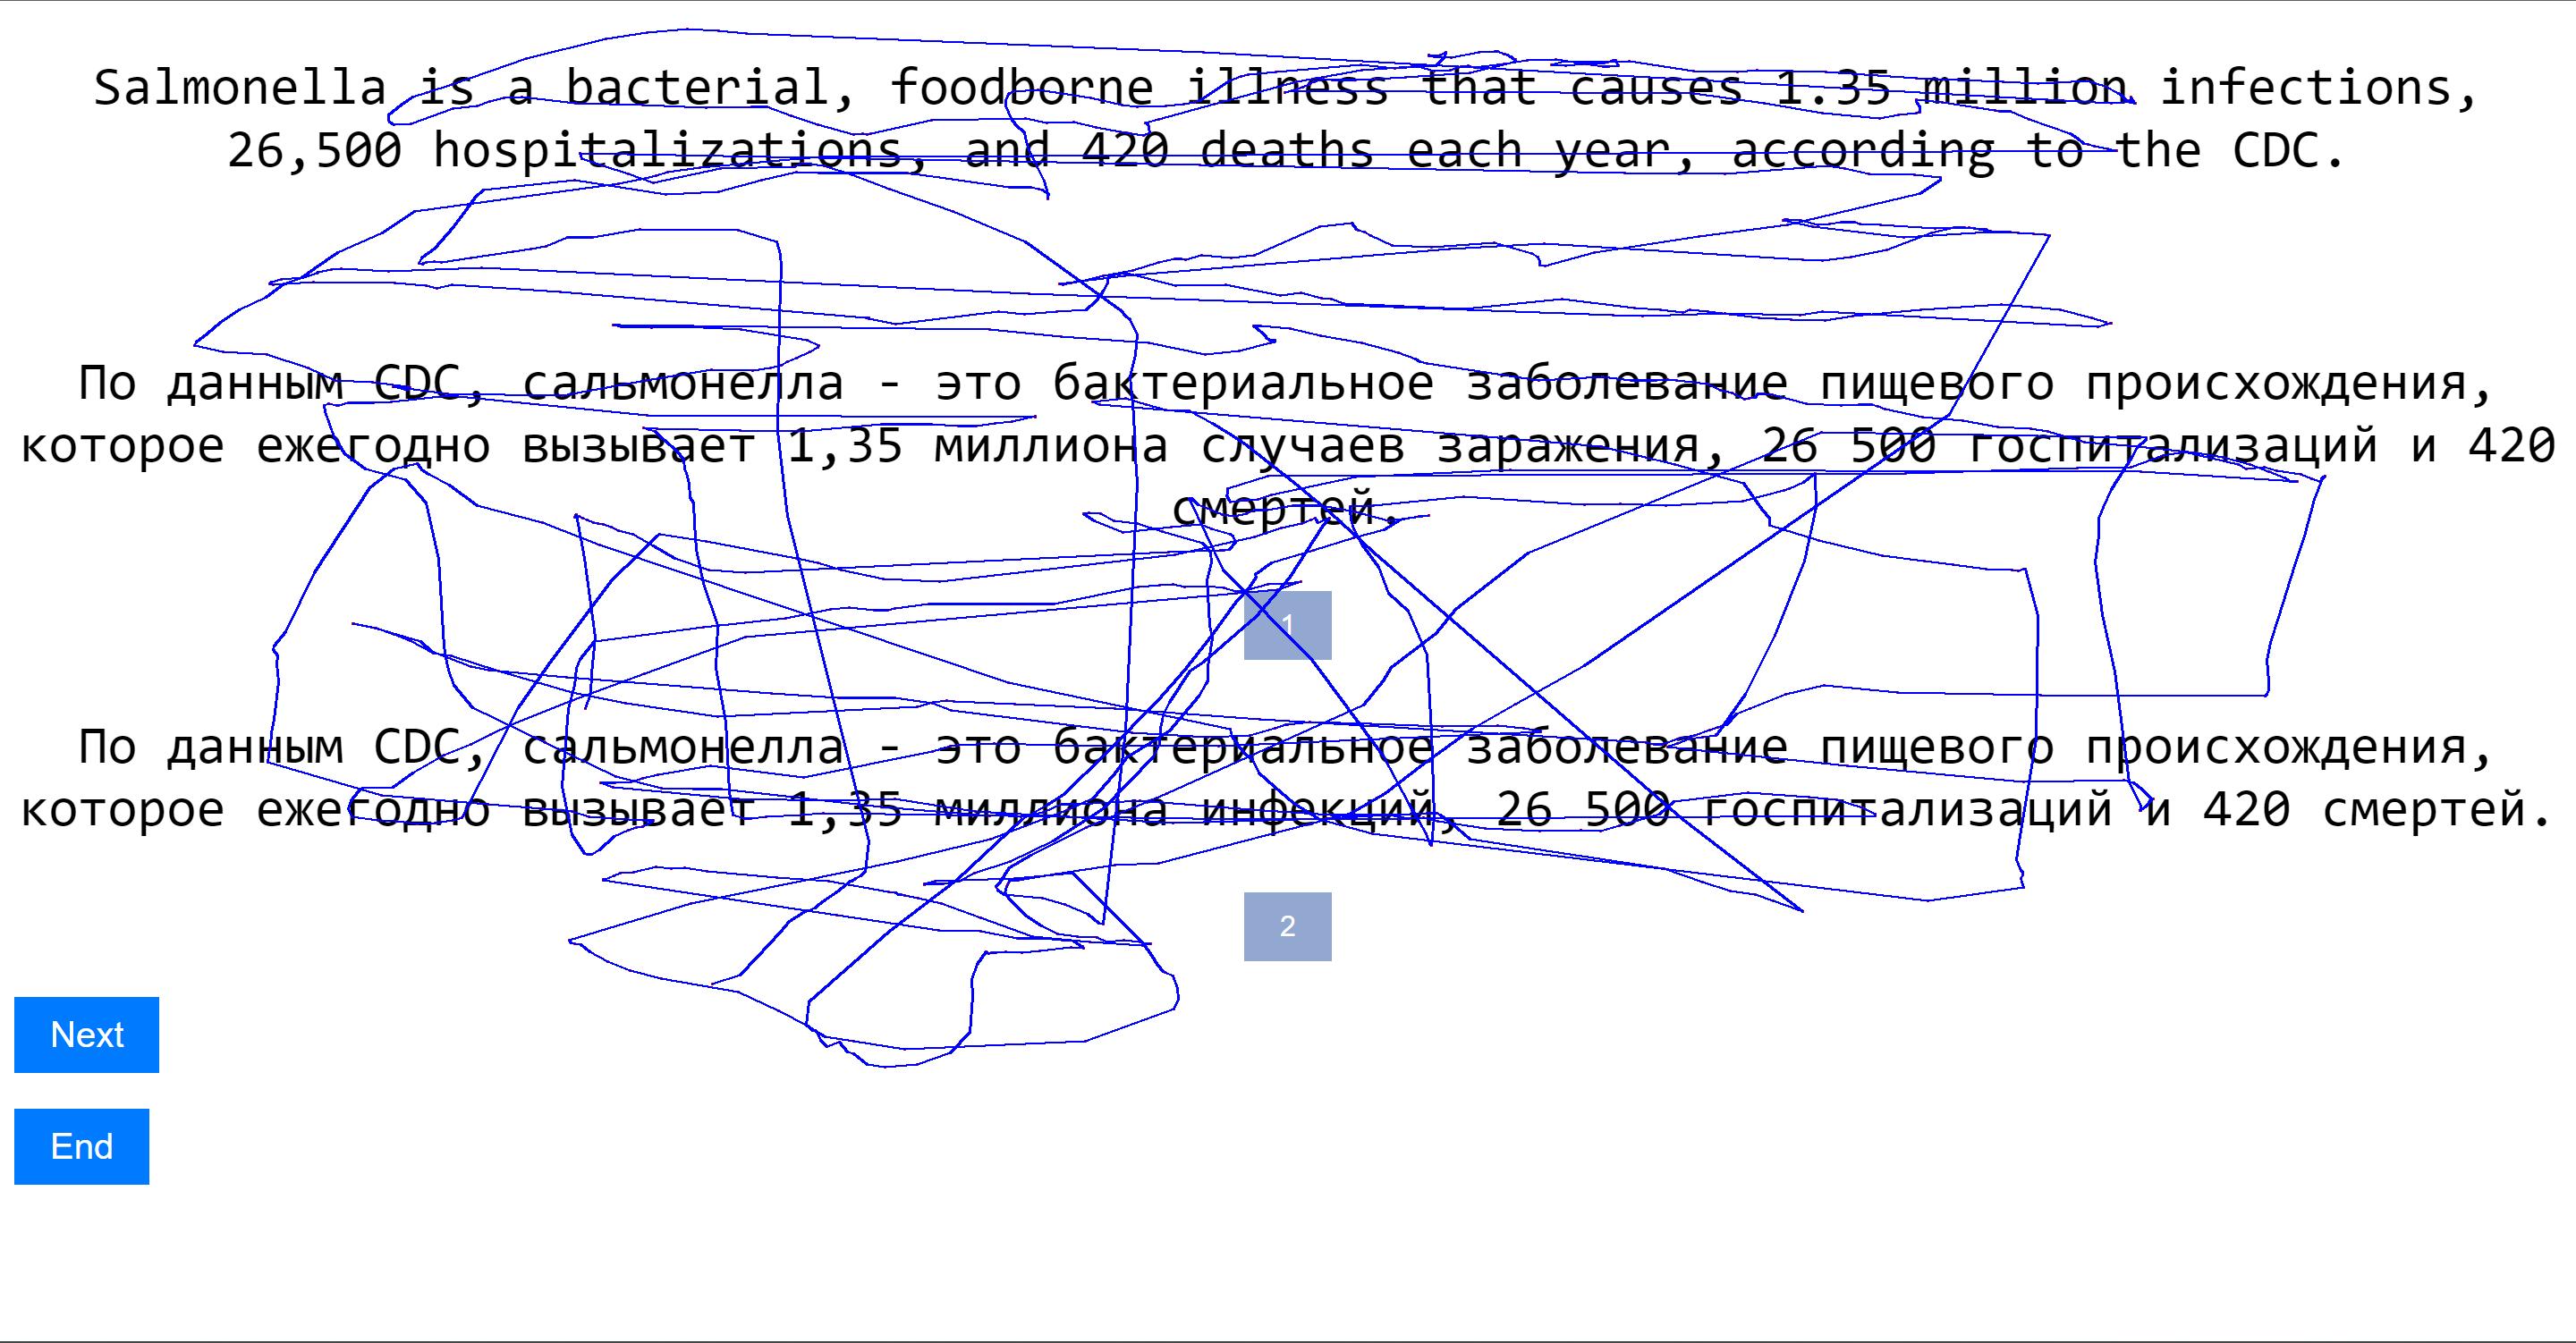 Salmonella is a bacterial, foodborne illness that causes 1.35 million infections,
26,500 hospitalizations, and 420 deaths each year, according to the CDC.
По данным CDC, сальмонелла - это бактериальное заболевание пищевого происхождения,
которое ежегодно вызывает 1,35 миллиона случаев заражения, 26 500 госпитализаций и 420
смертей.
1
По данным CDC, сальмонелла - это бактериальное заболевание пищевого происхождения,
которое ежегодно вызывает 1,35 миллиона инфекций, 26 500 госпитализаций и 420 смертей.
2
Next
End